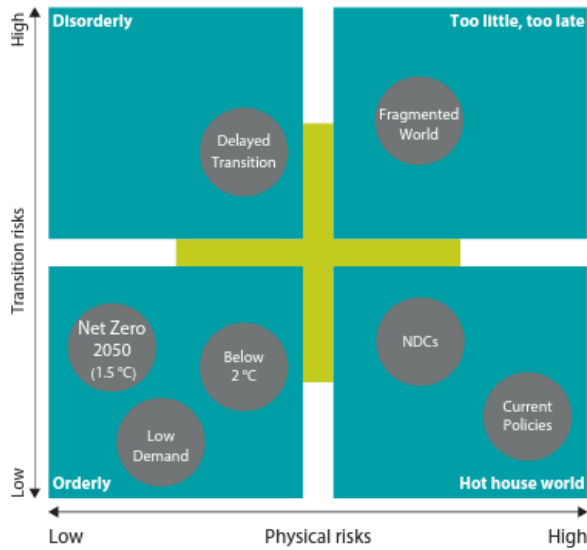 High
Disorderly
Too little, too late
Fragmented
World
Delayed
Transition
Transition risks
Net Zero
2050
(1.5 °C)
Below
2 °C
NDCs
Low
Demand
Current
Policies
Low
Orderly
Hot house world
Low
Physical risks
High